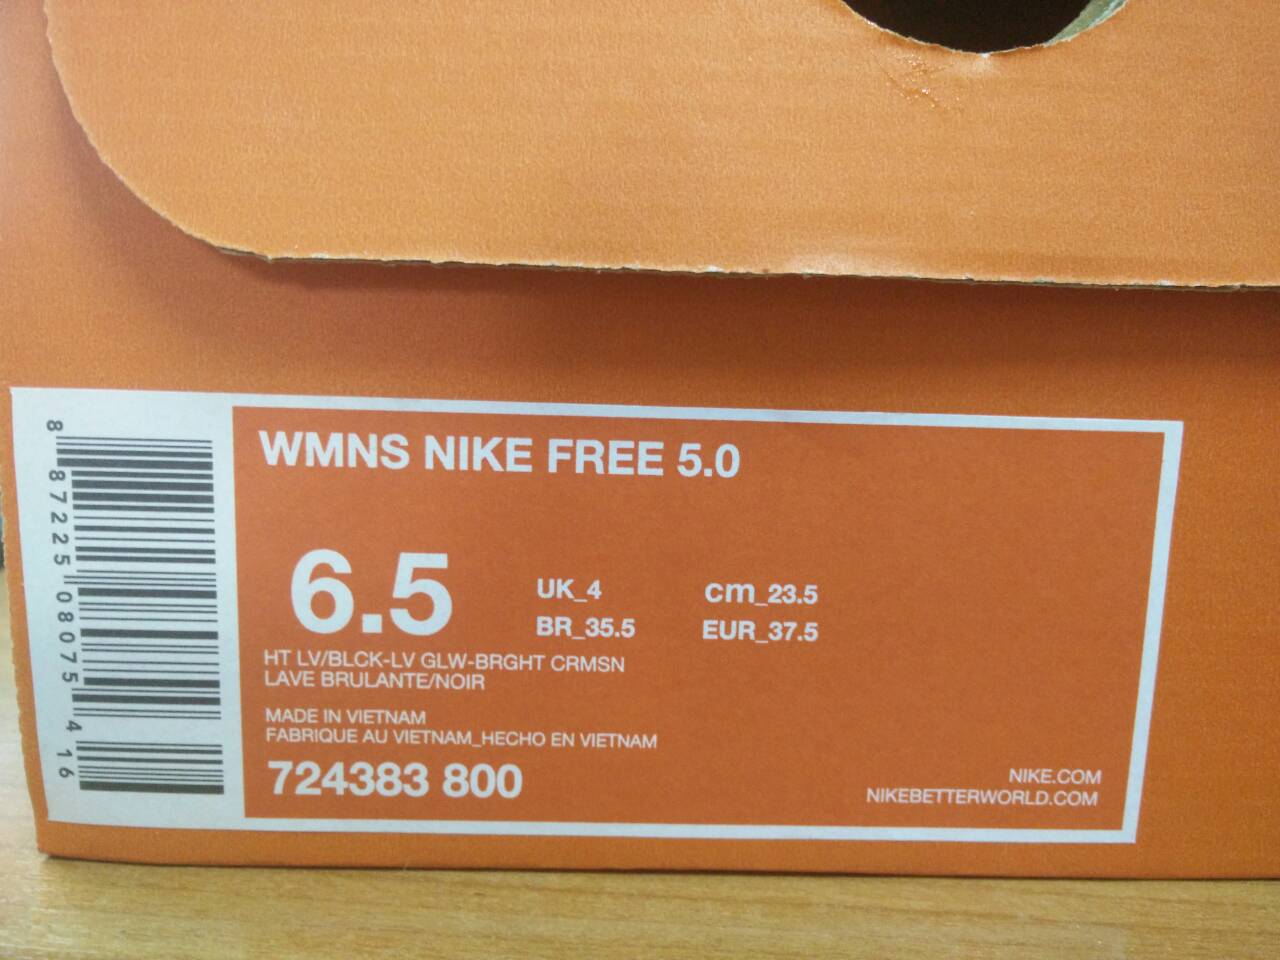 WMNS NIKE FREE 5.0
6.5
UK_4
cm_23.5
BR_35.5
EUR_37.5
HT LV/BLCK-LV GLW-BRGHT CRMSN
LAVE BRULANTE/NOIR
MADE IN VIETNAM
FABRIQUE AU VIETNAM_HECHO EN VIETNAM
724383 800
NIKE.COM
NIKEBETTERWORLD.COM
8 87225 08075 4 16